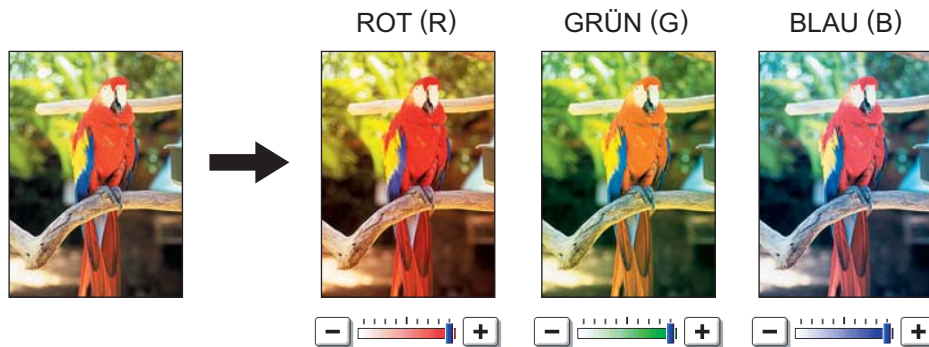 ROT (R) GRÜN (G) BLAU (B)
− + − + − +